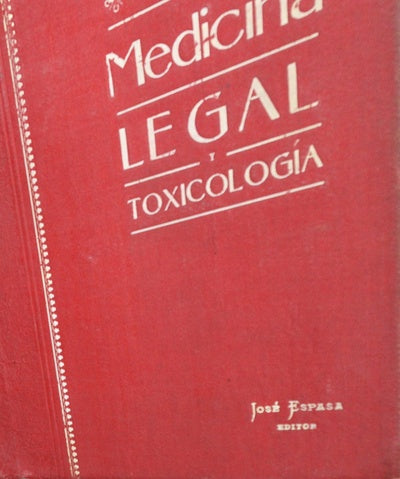 Medicina
LEGAL
Y
TOXICOLOGÍA
José Espasa
EDITOR